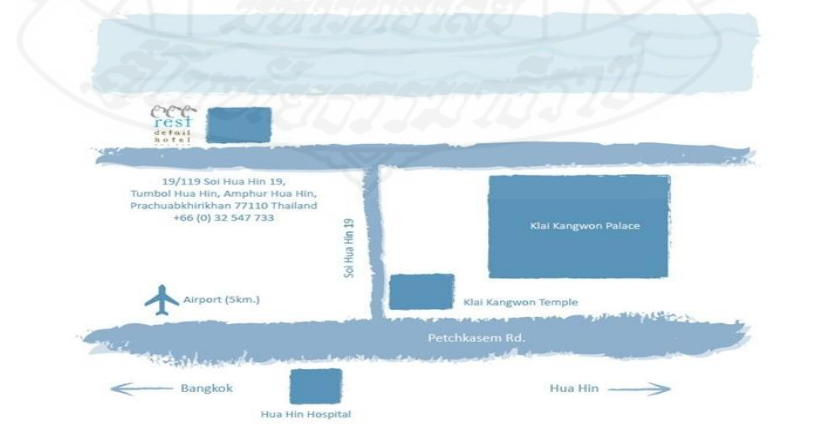 rest
detail
hotel
19/119 Soi Hua Hin 19,
Tumbol Hua Hin, Amphur Hua Hin,
Prachuabkhirikhan 77110 Thailand
+66 (0) 32 547 733
Soi Hua Hin 19
Klai Kangwon Palace
Airport (5km.)
Klai Kangwon Temple
Petchkasem Rd.
Bangkok
Hua Hin
Hua Hin Hospital